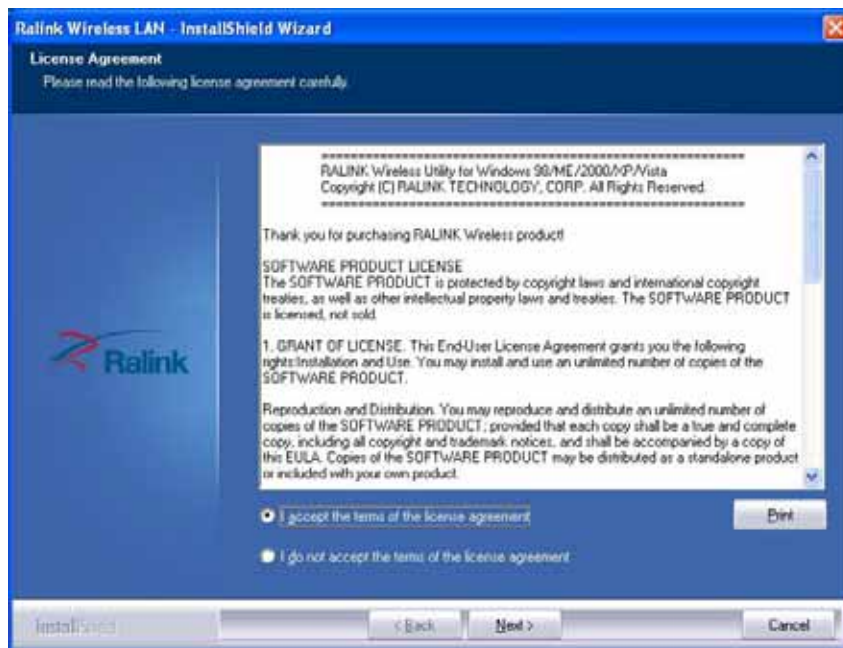 Ralink Wireless LAN - InstallShield Wizard
License Agreement
Please read the following license agreement carefully.
==========================================================
RALINK Wireless Utility for Windows 98/ME/2000/XP/Vista
Copyright (C) RALINK TECHNOLOGY, CORP. All Rights Reserved.
==========================================================
Thank you for purchasing RALINK Wireless product!
SOFTWARE PRODUCT LICENSE
The SOFTWARE PRODUCT is protected by copyright laws and international copyright
treaties, as well as other intellectual property laws and treaties. The SOFTWARE PRODUCT
is licensed, not sold.
1. GRANT OF LICENSE. This End-User License Agreement grants you the following
rights:Installation and Use. You may install and use an unlimited number of copies of the
SOFTWARE PRODUCT.
Reproduction and Distribution. You may reproduce and distribute an unlimited number of
copies of the SOFTWARE PRODUCT; provided that each copy shall be a true and complete
copy, including all copyright and trademark notices, and shall be accompanied by a copy of
this EULA. Copies of the SOFTWARE PRODUCT may be distributed as a standalone product
or included with your own product.
Ralink
I accept the terms of the license agreement
Print
I do not accept the terms of the license agreement
InstallShield
< Back
Next >
Cancel